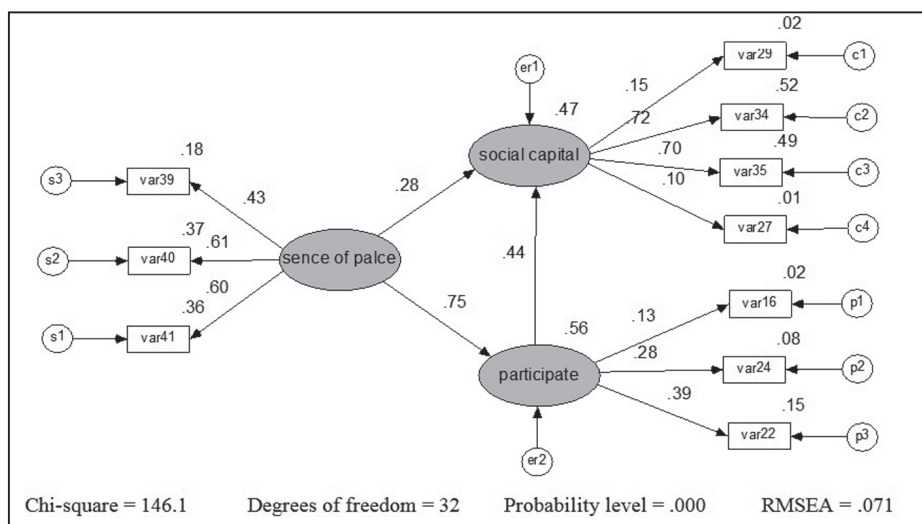 .02
c1
var29
er1
.15
.47
.52
.72
var34
c2
social capital
.49
.18
.70
var35
c3
s3
var39
.28
.10
.01
.43
var27
c4
.37
.61
.44
s2
var40
sence of palce
.02
.60
.36
.75
.13
var16
p1
s1
var41
.56
.08
.28
participate
var24
p2
.39
.15
var22
p3
er2
Chi-square = 146.1 Degrees of freedom = 32 Probability level = .000 RMSEA = .071